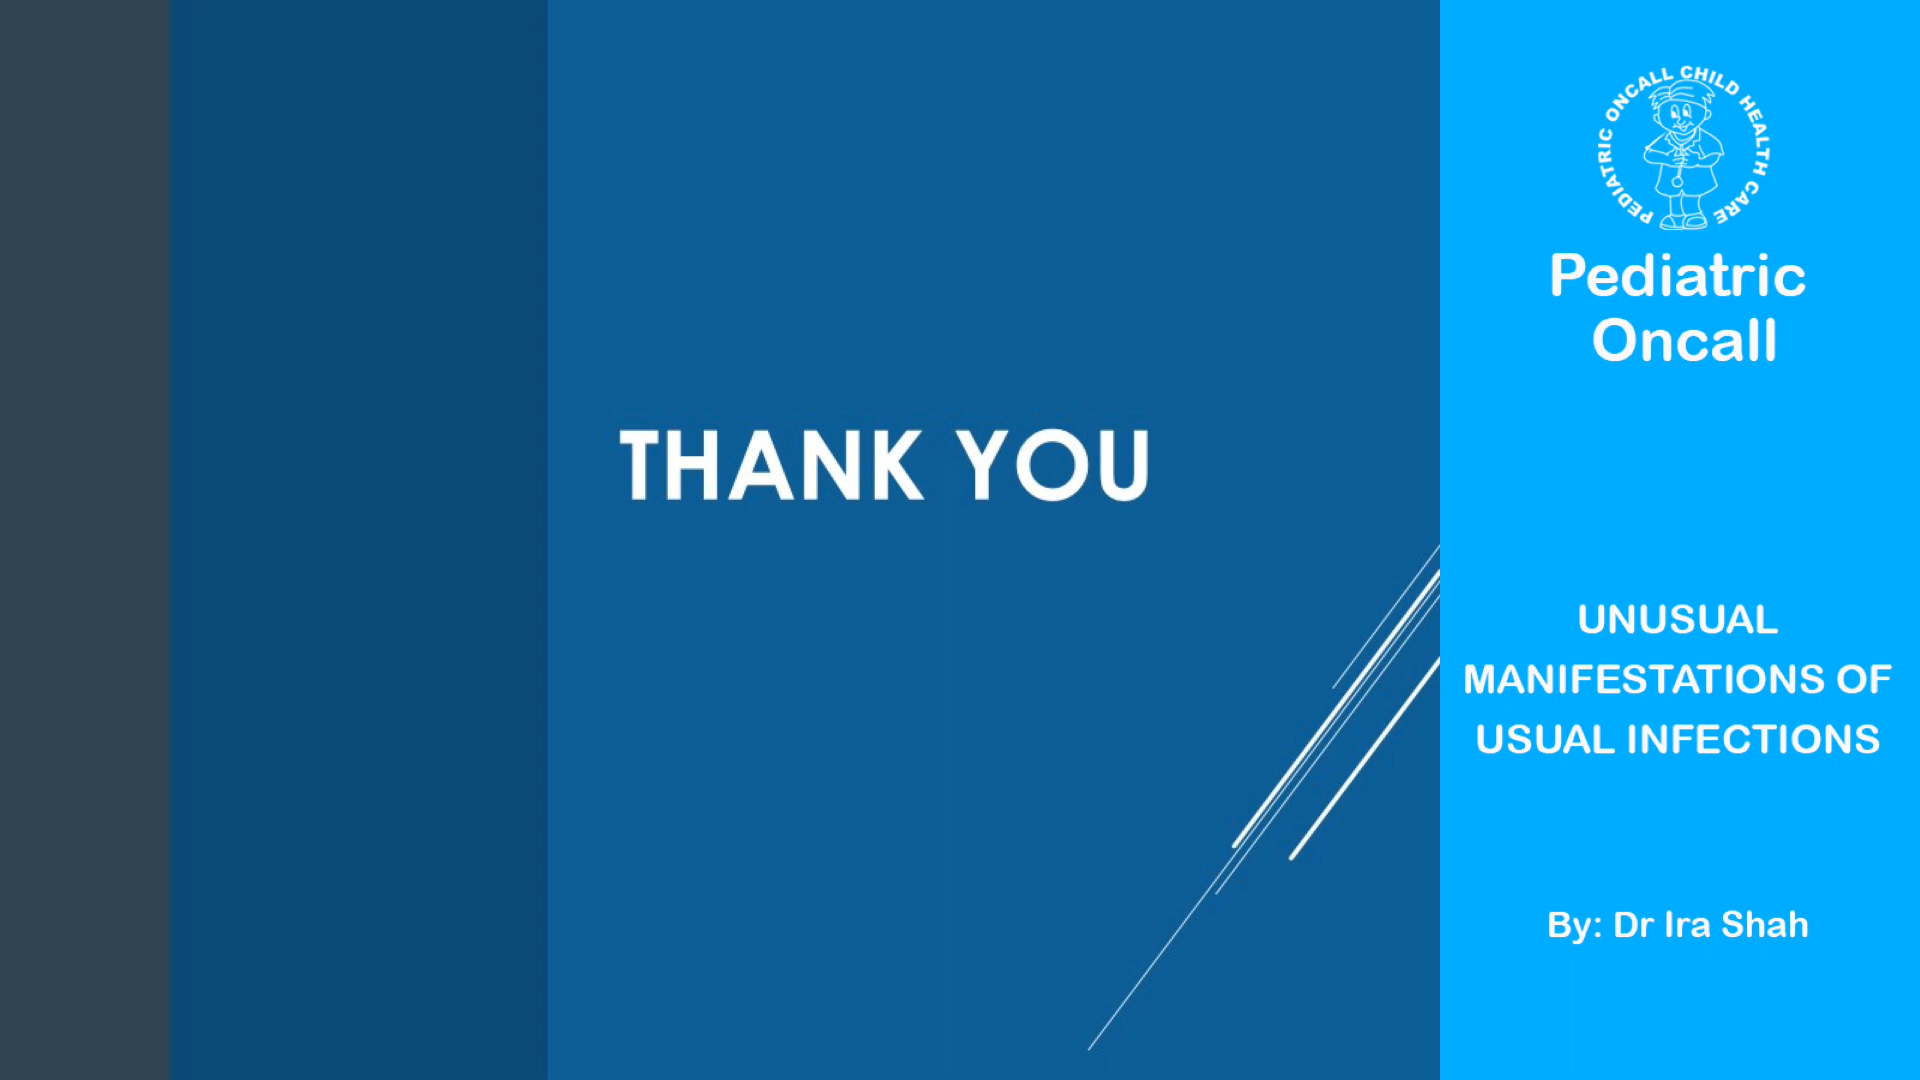 THANK YOU
PEDIATRIC ONCALL CHILD HEALTH CARE
Pediatric
Oncall
UNUSUAL
MANIFESTATIONS OF
USUAL INFECTIONS
By: Dr Ira Shah